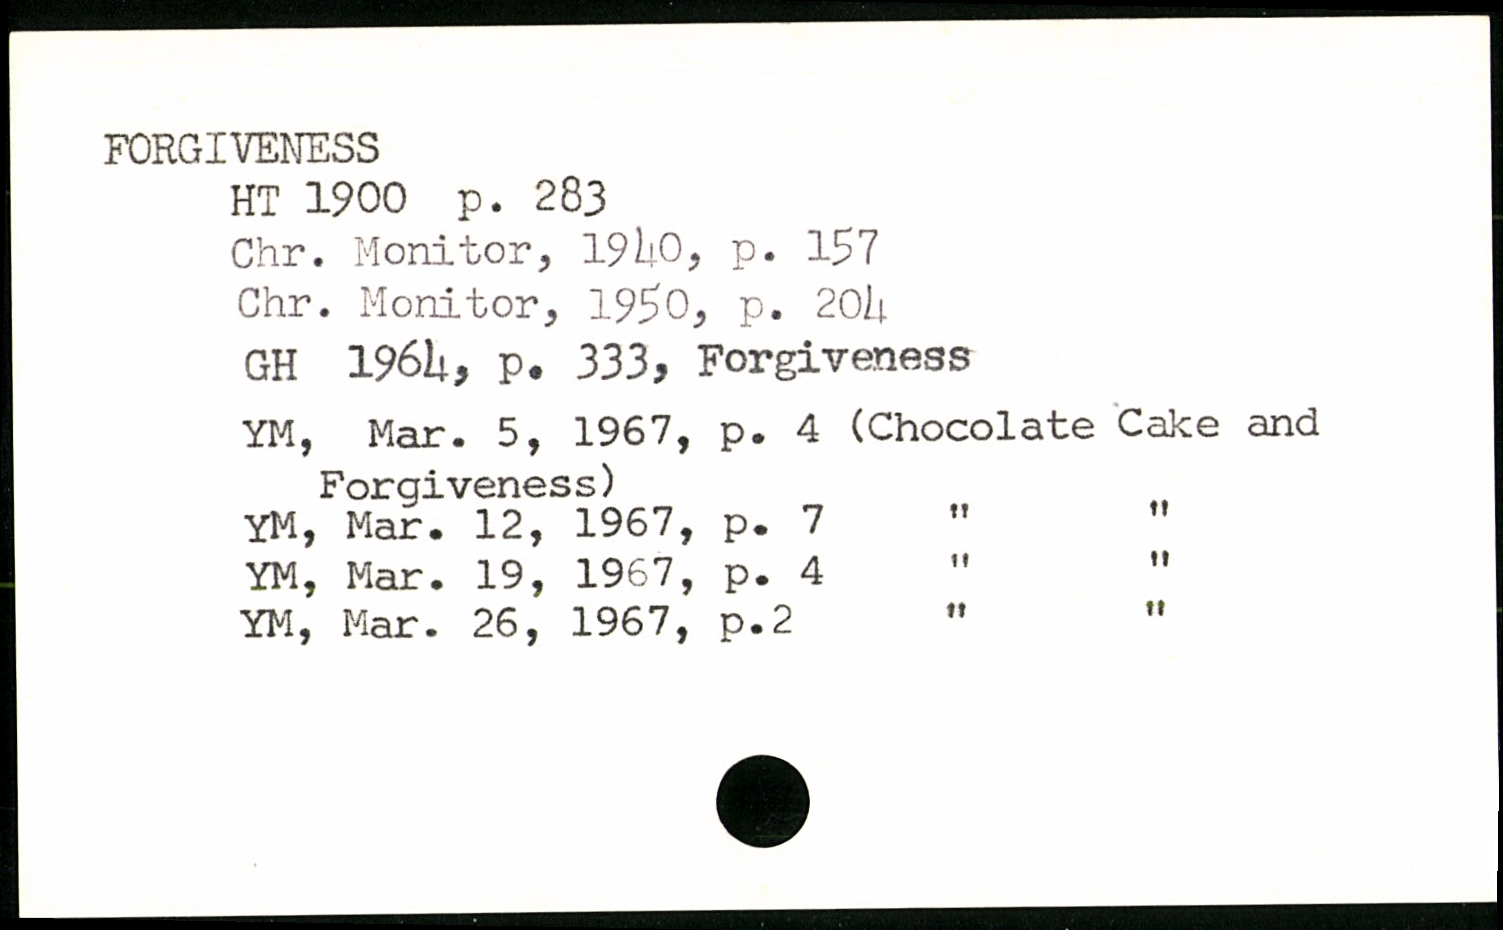 FORGIVENESS
HT 1900 p. 283
Chr. Monitor, 1940, p. 157
Chr. Monitor, 1950, p. 204
GH 1964, p. 333, Forgiveness
YM, Mar. 5, 1967, p. 4 (Chocolate Cake and
Forgiveness)
YM, Mar. 12, 1967, p. 7 " "
YM, Mar. 19, 1967, p. 4 " "
YM, Mar. 26, 1967, p.2 " "